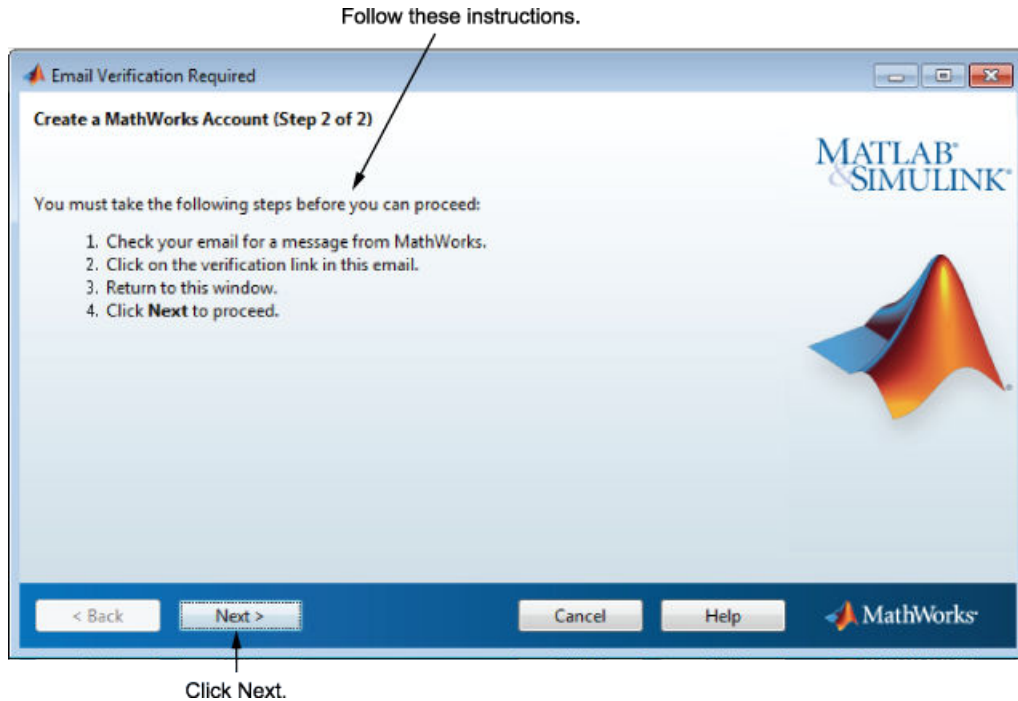 Follow these instructions.
Email Verification Required
Create a MathWorks Account (Step 2 of 2)
MATLAB®
&SIMULINK®
You must take the following steps before you can proceed:
1. Check your email for a message from MathWorks.
2. Click on the verification link in this email.
3. Return to this window.
4. Click Next to proceed.
®
< Back
Next >
Cancel
Help
MathWorks®
Click Next.